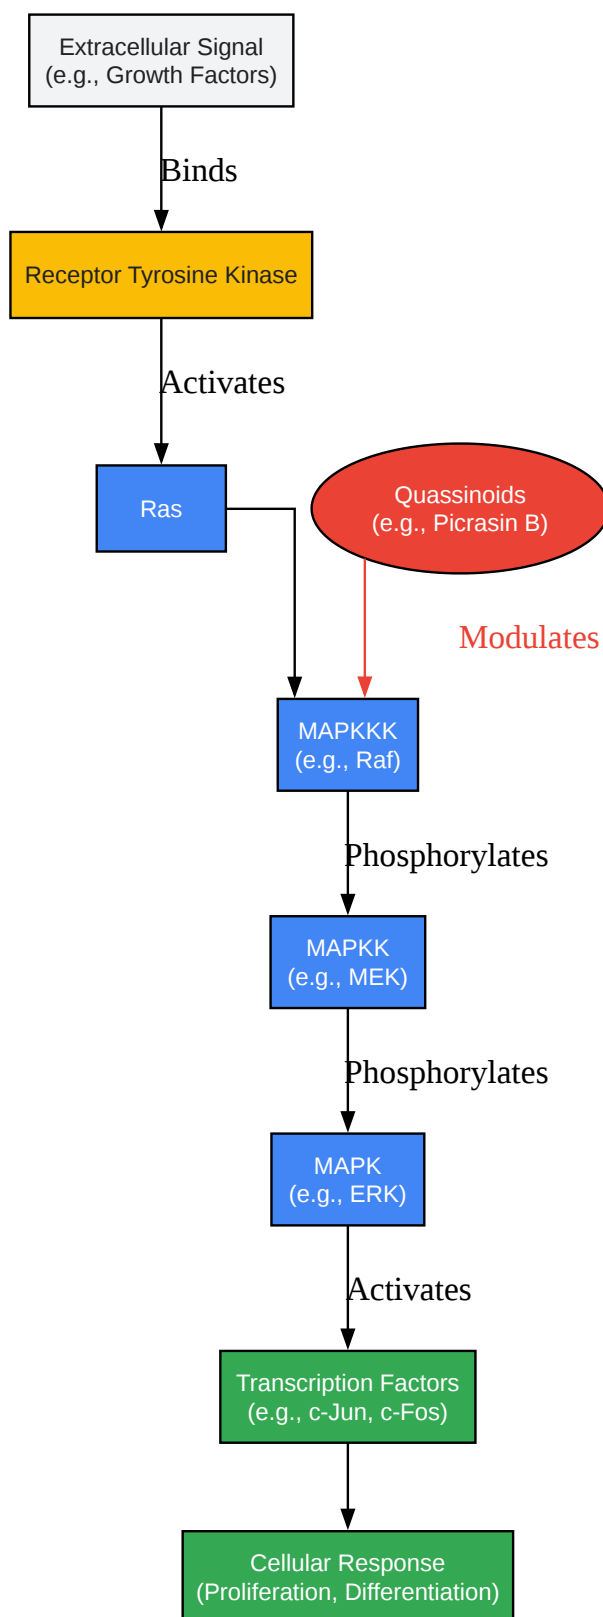 Extracellular Signal
(e.g., Growth Factors)
Binds
Receptor Tyrosine Kinase
Activates
Ras
Quassinoids
(e.g., Picrasin B)
Modulates
MAPKKK
(e.g., Raf)
Phosphorylates
MAPKK
(e.g., MEK)
Phosphorylates
MAPK
(e.g., ERK)
Activates
Transcription Factors
(e.g., c-Jun, c-Fos)
Cellular Response
(Proliferation, Differentiation)